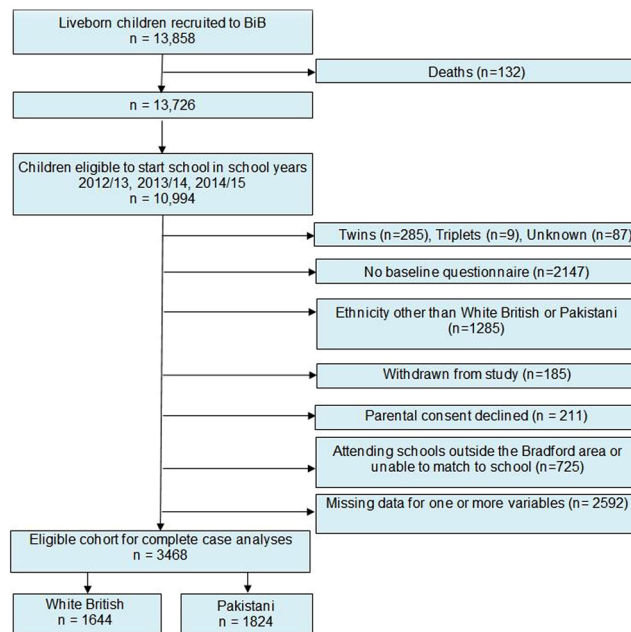 Liveborn children recruited to BiB
n = 13,858
Deaths (n=132)
n = 13,726
Children eligible to start school in school years
2012/13, 2013/14, 2014/15
n = 10,994
Twins (n=285), Triplets (n=9), Unknown (n=87)
No baseline questionnaire (n=2147)
Ethnicity other than White British or Pakistani
(n=1285)
Withdrawn from study (n=185)
Parental consent declined (n = 211)
Attending schools outside the Bradford area or
unable to match to school (n=725)
Missing data for one or more variables (n= 2592)
Eligible cohort for complete case analyses
n = 3468
White British
n = 1644
Pakistani
n = 1824